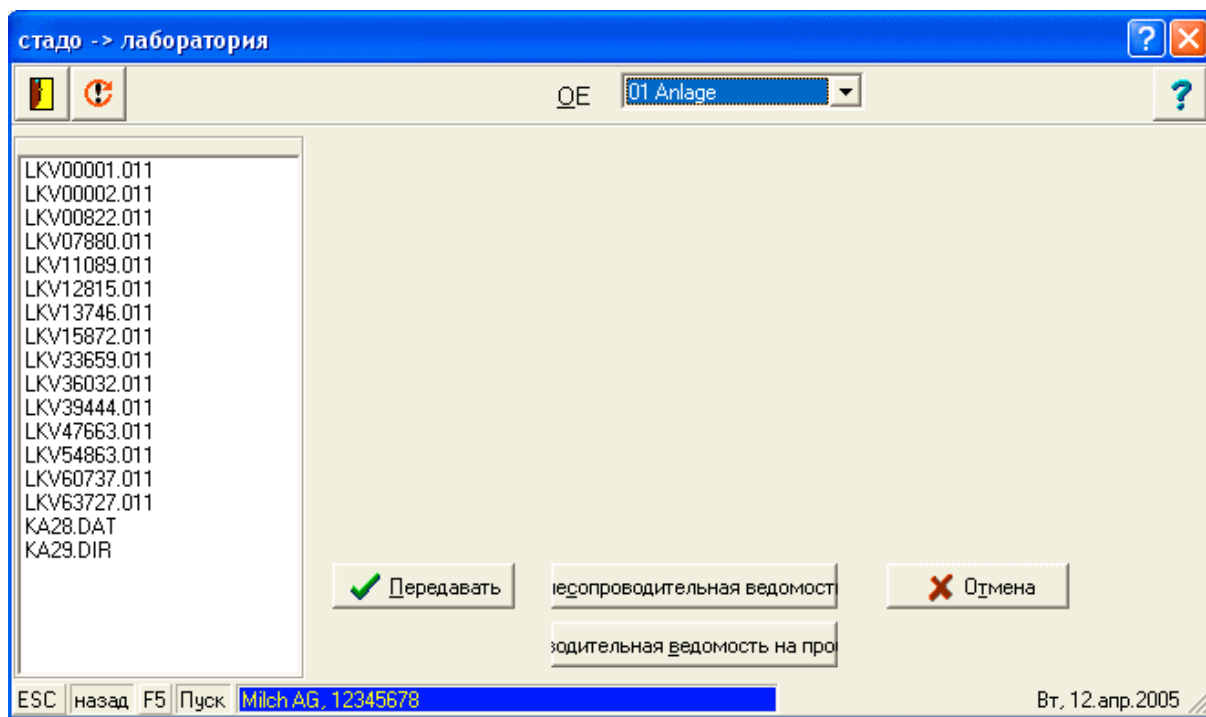 стадо -> лаборатория
ОЕ 01 Anlage
LKV00001.011
LKV00002.011
LKV00822.011
LKV07880.011
LKV11089.011
LKV12815.011
LKV13746.011
LKV15872.011
LKV33659.011
LKV36032.011
LKV39444.011
LKV47663.011
LKV54863.011
LKV60737.011
LKV63727.011
KA28.DAT
KA29.DIR
Передавать
есопроводительная ведомост
Отмена
водительная ведомость на про
ESC назад F5 Пуск Milch AG, 12345678 Вт, 12.апр.2005